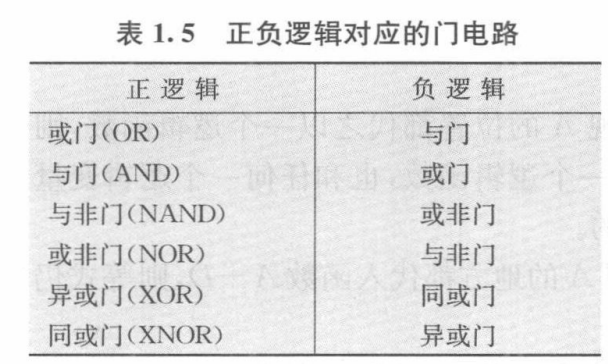 表 1.5 正负逻辑对应的门电路
正逻辑 负逻辑
或门(OR) 与门
与门(AND) 或门
与非门(NAND) 或非门
或非门(NOR) 与非门
异或门(XOR) 同或门
同或门(XNOR) 异或门